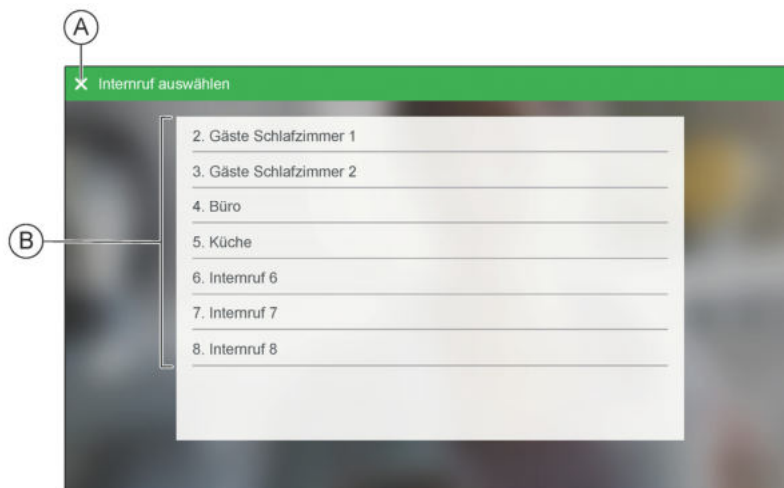 A
Internruf auswählen
2. Gäste Schlafzimmer 1
3. Gäste Schlafzimmer 2
4. Büro
B
5. Küche
6. Internruf 6
7. Internruf 7
8. Internruf 8